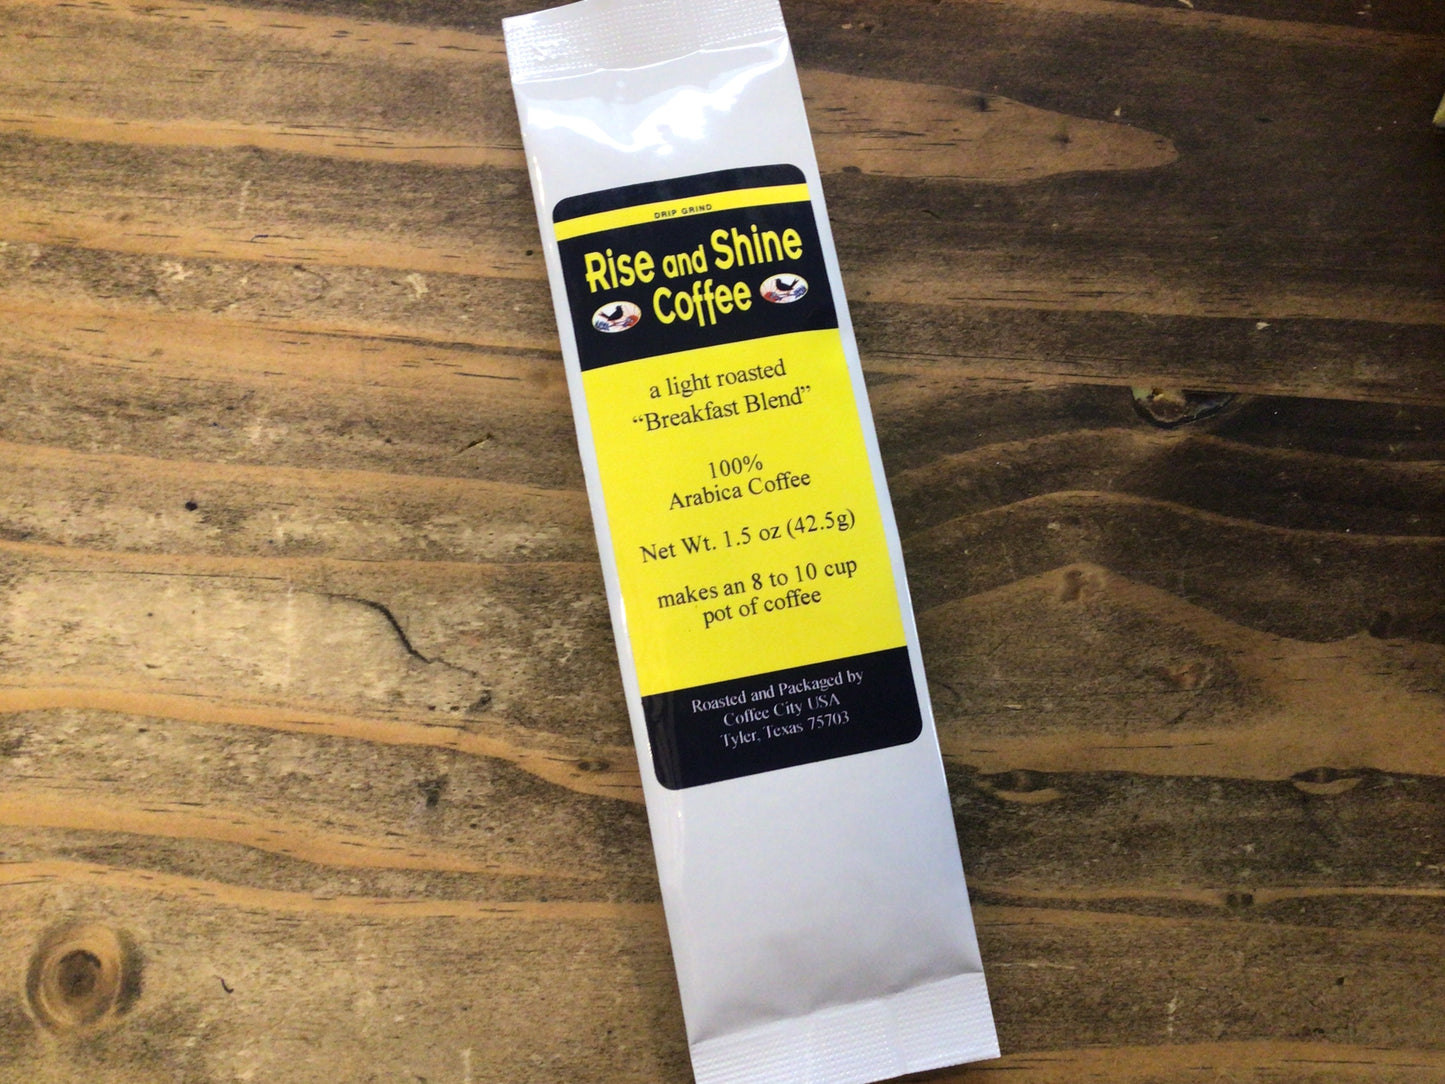 DRIP GRIND
Rise and Shine
Coffee
a light roasted
“Breakfast Blend”
100%
Arabica Coffee
Net Wt. 1.5 oz (42.5g)
makes an 8 to 10 cup
pot of coffee
Roasted and Packaged by
Coffee City USA
Tyler, Texas 75703